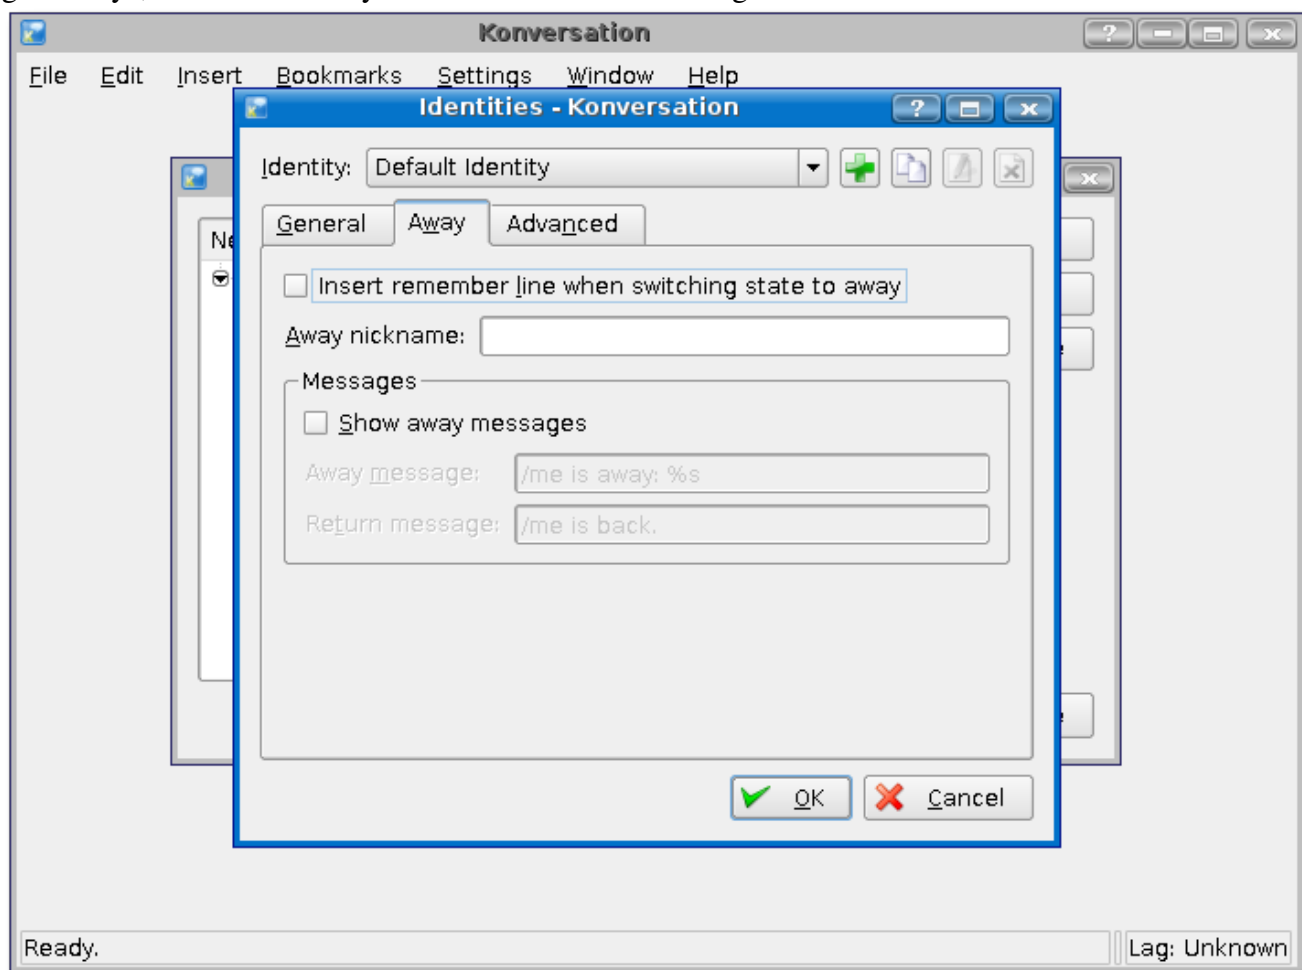 Konversation
File Edit Insert Bookmarks Settings Window Help
Identities - Konversation
Identity: Default Identity
General Away Advanced
Insert remember line when switching state to away
Away nickname:
Messages
Show away messages
Away message: /me is away: %s
Return message: /me is back.
OK Cancel
Ready. Lag: Unknown